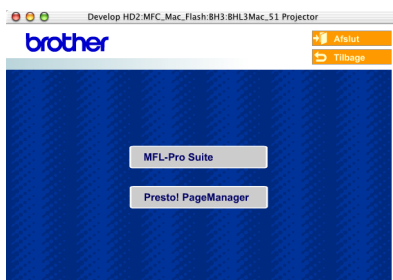 Develop HD2:MFC_Mac_Flash:BH3:BHL3Mac_51 Projector
brother
Afslut
Tilbage
MFL-Pro Suite
Presto! PageManager